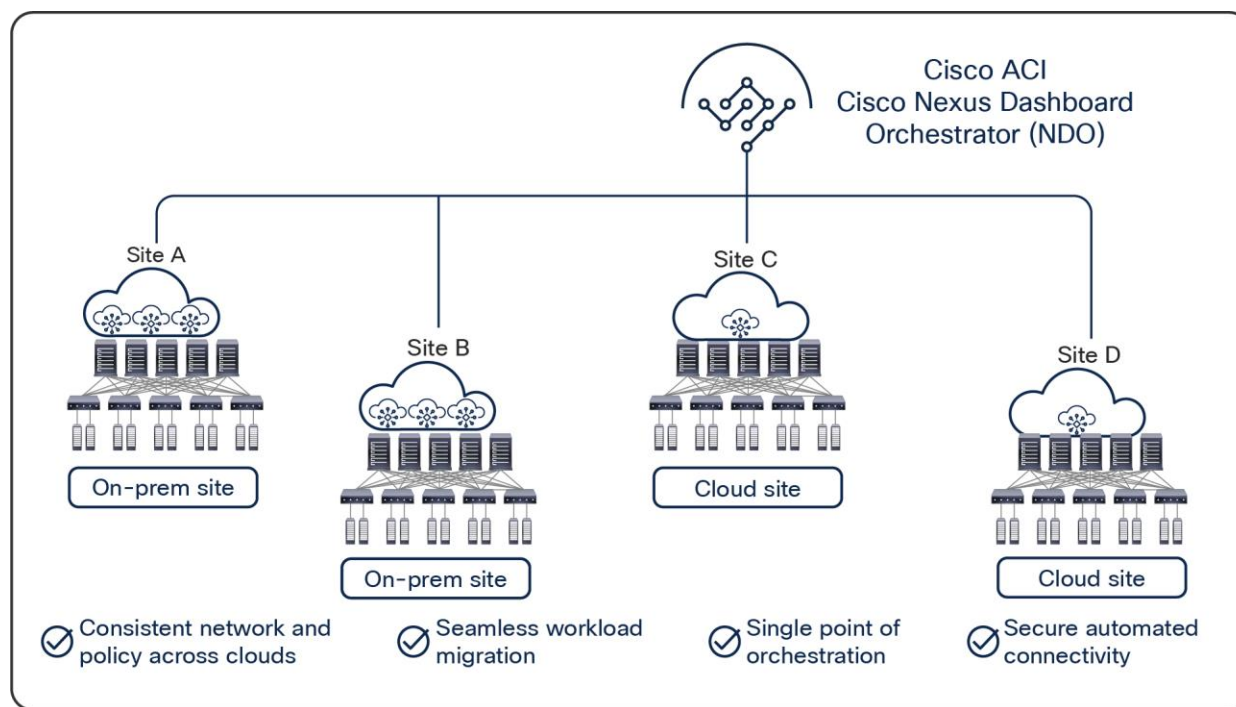 Cisco ACI
Cisco Nexus Dashboard
Orchestrator (NDO)
Site A
Site B
Site C
Site D
On-prem site
On-prem site
Cloud site
Cloud site
Consistent network and
policy across clouds
Seamless workload
migration
Single point of
orchestration
Secure automated
connectivity